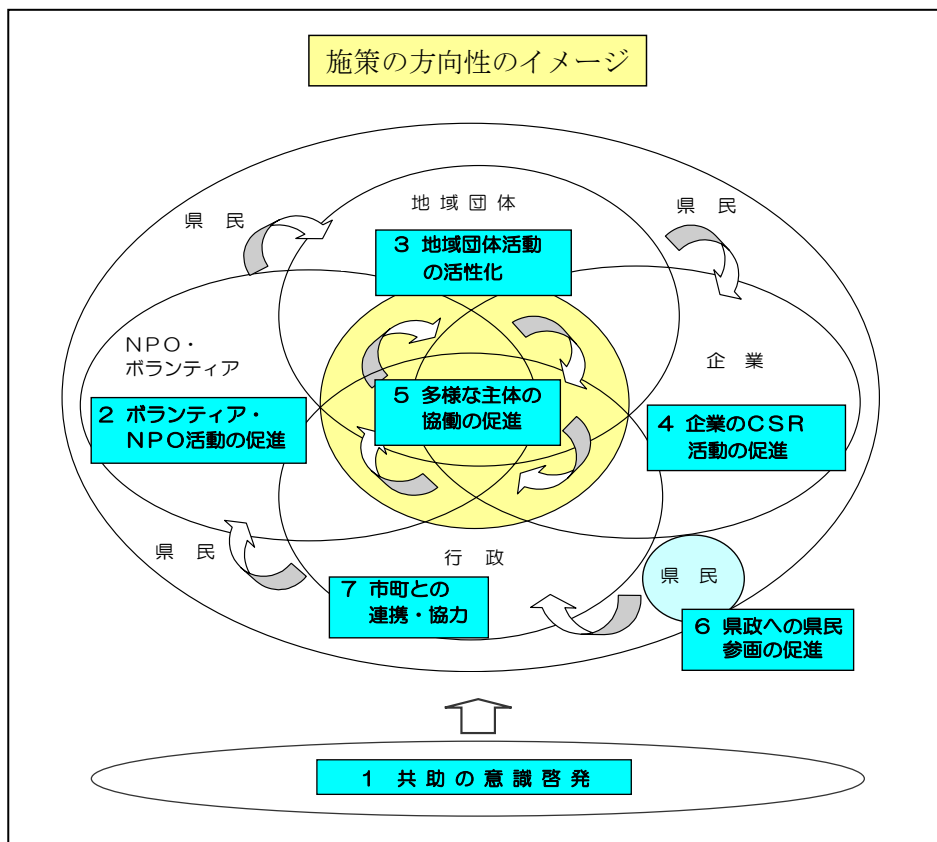 施策の方向性のイメージ
地 域 団 体
県 民
県 民
3 地域団体活動
の活性化
NPO・
ボランティア
企 業
5 多様な主体の
協働の促進
2 ボランティア・
NPO活動の促進
4 企業のCSR
活動の促進
県 民
行 政
県 民
7 市町との
連携・協力
6 県政への県民
参画の促進
1 共 助 の 意 識 啓 発